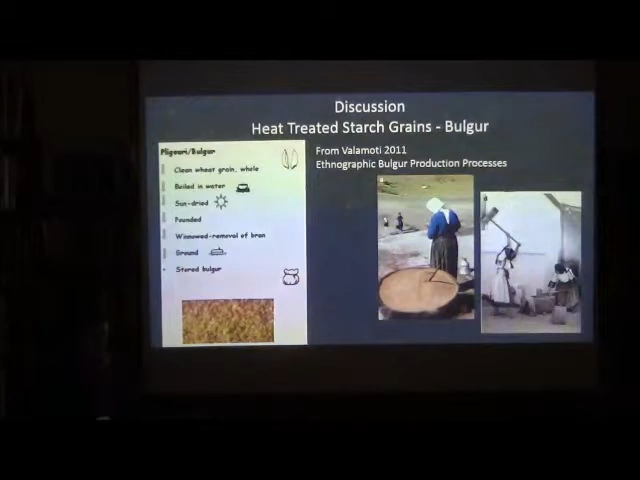 Discussion
Heat Treated Starch Grains - Bulgur
Pligouri/Bulgur
Clean wheat grain, whole
Boiled in water
Sun-dried
Pounded
Winnowed-removal of bran
Ground
Stored bulgur
From Valamoti 2011
Ethnographic Bulgur Production Processes